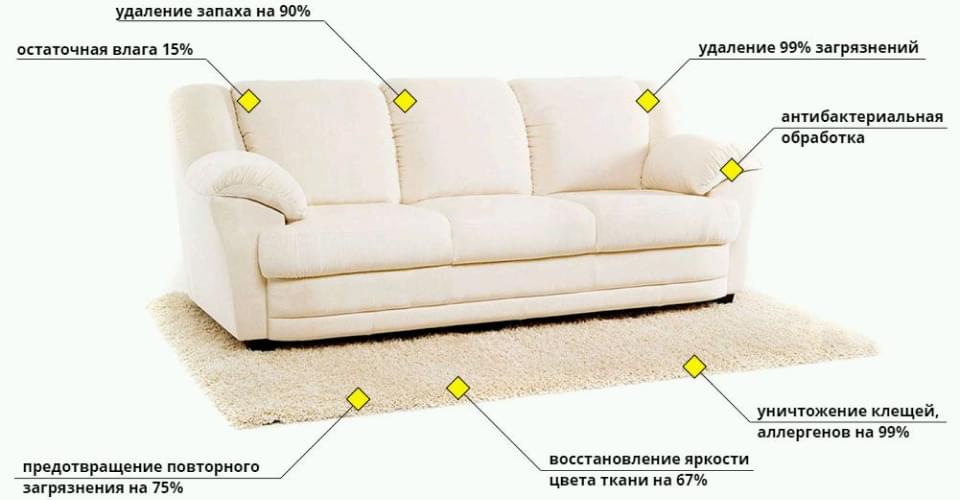 удаление запаха на 90%
остаточная влага 15%
удаление 99% загрязнений
антибактериальная
обработка
уничтожение клещей,
аллергенов на 99%
восстановление яркости
цвета ткани на 67%
предотвращение повторного
загрязнения на 75%